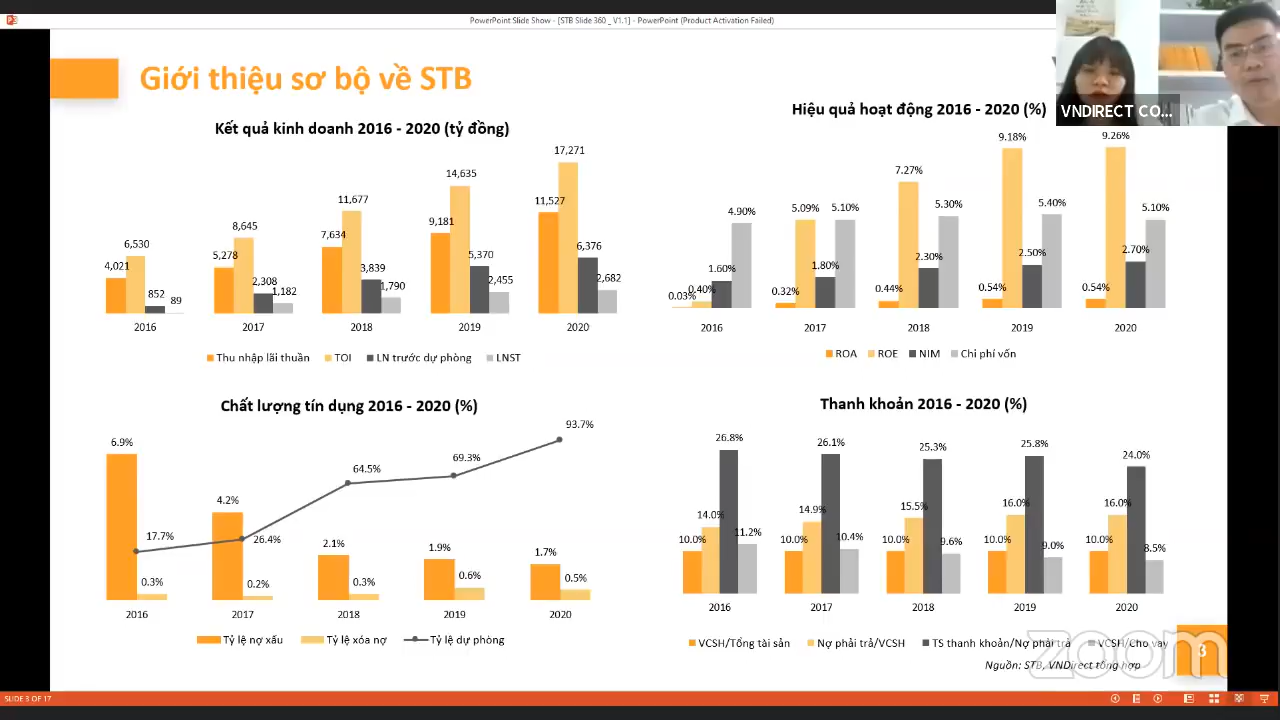 PowerPoint Slide Show - [STB Slide 360 _ V1.1] - PowerPoint (Product Activation Failed)
VNDIRECT CO...
Giới thiệu sơ bộ về STB
Kết quả kinh doanh 2016 - 2020 (tỷ đồng)
4,021 6,530 852 89
5,278 8,645 2,308 1,182
7,634 11,677 3,839 1,790
9,181 14,635 5,370 2,455
11,527 17,271 6,376 2,682
2016 2017 2018 2019 2020
Thu nhập lãi thuần TOI LN trước dự phòng LNST
Hiệu quả hoạt động 2016 - 2020 (%)
0.03% 0.40% 1.60% 4.90%
0.32% 5.09% 1.80% 5.10%
0.44% 7.27% 2.30% 5.30%
0.54% 9.18% 2.50% 5.40%
0.54% 9.26% 2.70% 5.10%
2016 2017 2018 2019 2020
ROA ROE NIM Chi phí vốn
Chất lượng tín dụng 2016 - 2020 (%)
6.9% 17.7% 0.3%
4.2% 26.4% 0.2%
2.1% 64.5% 0.3%
1.9% 69.3% 0.6%
1.7% 93.7% 0.5%
2016 2017 2018 2019 2020
Tỷ lệ nợ xấu Tỷ lệ xóa nợ Tỷ lệ dự phòng
Thanh khoản 2016 - 2020 (%)
10.0% 14.0% 26.8% 11.2%
10.0% 14.9% 26.1% 10.4%
10.0% 15.5% 25.3% 9.6%
10.0% 16.0% 25.8% 9.0%
10.0% 16.0% 24.0% 8.5%
2016 2017 2018 2019 2020
VCSH/Tổng tài sản Nợ phải trả/VCSH TS thanh khoản/Nợ phải trả VCSH/Cho vay
Nguồn: STB, VNDirect tổng hợp
zoom
3
SLIDE 3 OF 17